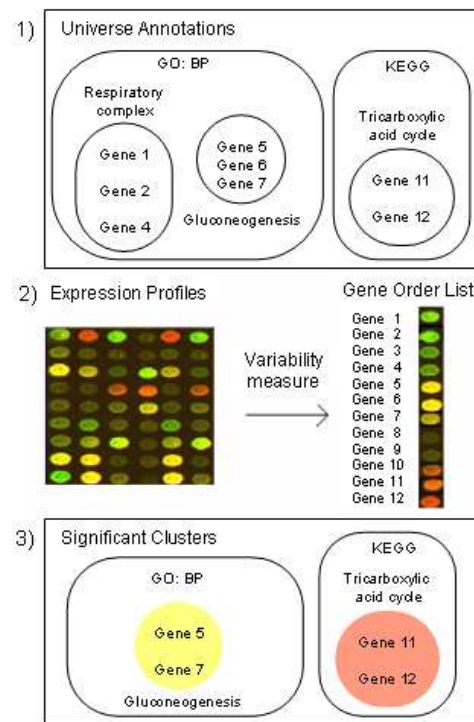 1) Universe Annotations
GO: BP
KEGG
Respiratory
complex
Gene 1
Gene 2
Gene 4
Gene 5
Gene 6
Gene 7
Gluconeogenesis
Tricarboxylic
acid cycle
Gene 11
Gene 12
2) Expression Profiles
Variability
measure
Gene Order List
Gene 1
Gene 2
Gene 3
Gene 4
Gene 5
Gene 6
Gene 7
Gene 8
Gene 9
Gene 10
Gene 11
Gene 12
3) Significant Clusters
GO: BP
Gene 5
Gene 7
Gluconeogenesis
KEGG
Tricarboxylic
acid cycle
Gene 11
Gene 12